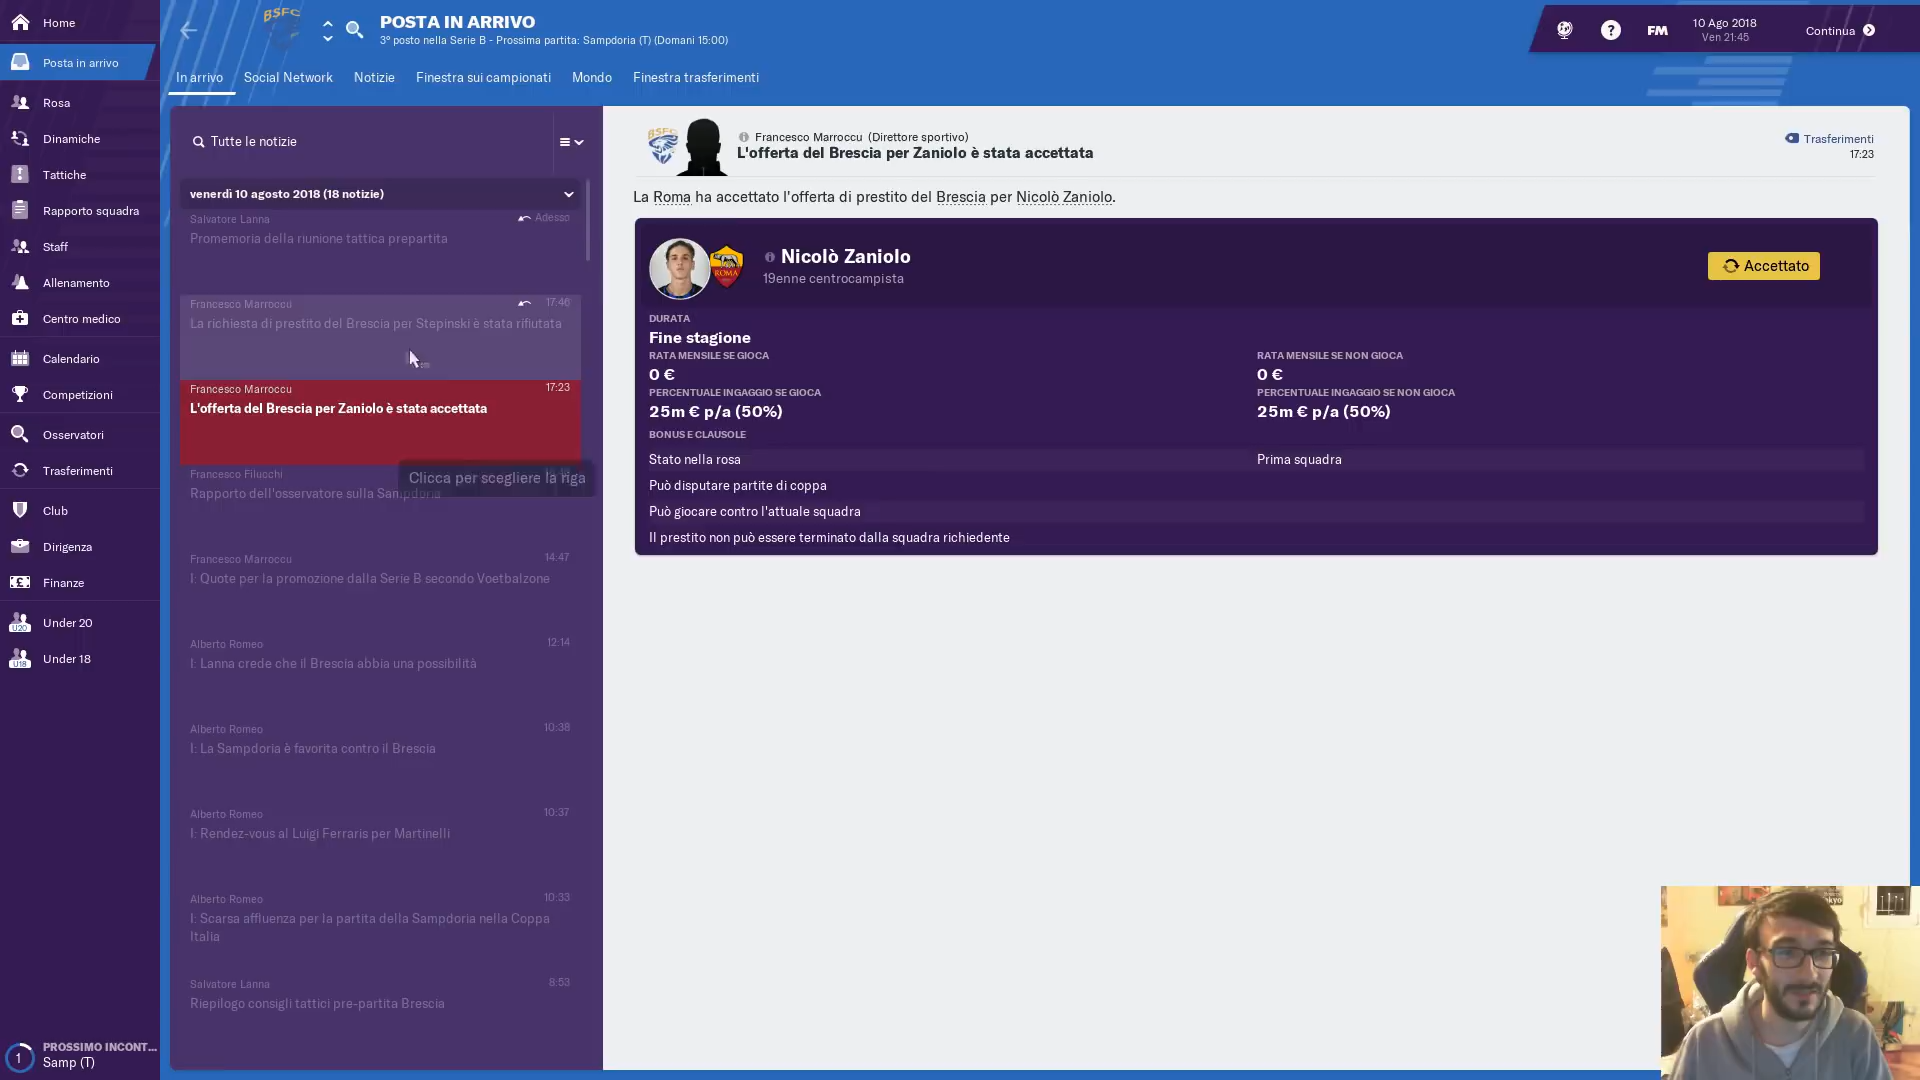 Home
Posta in arrivo
Rosa
Dinamiche
Tattiche
Rapporto squadra
Staff
Allenamento
Centro medico
Calendario
Competizioni
Osservatori
Trasferimenti
Club
Dirigenza
Finanze
U20
Under 20
U18
Under 18
1
PROSSIMO INCONT...
Samp (T)
BSFC
POSTA IN ARRIVO
3º posto nella Serie B - Prossima partita: Sampdoria (T) (Domani 15:00)
FM
10 Ago 2018
Ven 21:45
Continua
In arrivo
Social Network
Notizie
Finestra sui campionati
Mondo
Finestra trasferimenti
Tutte le notizie
venerdì 10 agosto 2018 (18 notizie)
Salvatore Lanna
Adesso
Promemoria della riunione tattica prepartita
Francesco Marroccu
17:46
La richiesta di prestito del Brescia per Stepinski è stata rifiutata
Francesco Marroccu
17:23
L'offerta del Brescia per Zaniolo è stata accettata
Francesco Filucchi
Clicca per scegliere la riga
Rapporto dell'osservatore sulla Sampdoria
Francesco Marroccu
14:47
I: Quote per la promozione dalla Serie B secondo Voetbalzone
Alberto Romeo
12:14
I: Lanna crede che il Brescia abbia una possibilità
Alberto Romeo
10:38
I: La Sampdoria è favorita contro il Brescia
Alberto Romeo
10:37
I: Rendez-vous al Luigi Ferraris per Martinelli
Alberto Romeo
10:33
I: Scarsa affluenza per la partita della Sampdoria nella Coppa
Italia
Salvatore Lanna
8:53
Riepilogo consigli tattici pre-partita Brescia
BSFC
Francesco Marroccu (Direttore sportivo)
L'offerta del Brescia per Zaniolo è stata accettata
Trasferimenti
17:23
La Roma ha accettato l'offerta di prestito del Brescia per Nicolò Zaniolo.
ROMA
Nicolò Zaniolo
19enne centrocampista
Accettato
DURATA
Fine stagione
RATA MENSILE SE GIOCA
RATA MENSILE SE NON GIOCA
0 €
0 €
PERCENTUALE INGAGGIO SE GIOCA
PERCENTUALE INGAGGIO SE NON GIOCA
25m € p/a (50%)
25m € p/a (50%)
BONUS E CLAUSOLE
Stato nella rosa
Prima squadra
Può disputare partite di coppa
Può giocare contro l'attuale squadra
Il prestito non può essere terminato dalla squadra richiedente